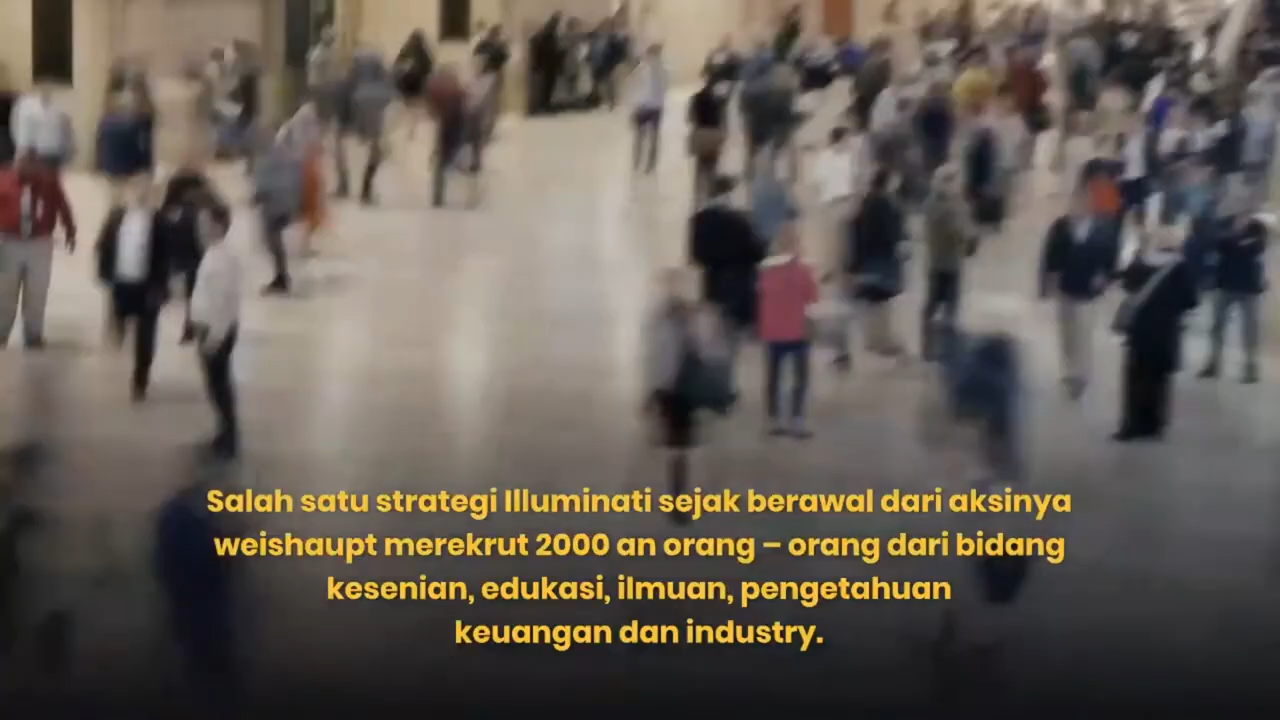 Salah satu strategi Illuminati sejak berawal dari aksinya
weishaupt merekrut 2000 an orang – orang dari bidang
kesenian, edukasi, ilmuan, pengetahuan
keuangan dan industry.